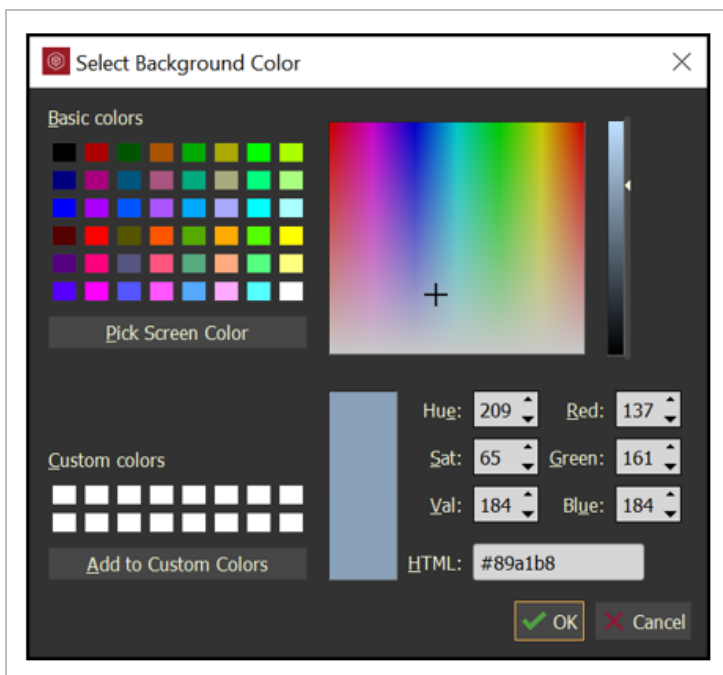 Select Background Color
Basic colors
Pick Screen Color
Hue: 209 Red: 137
Custom colors
Sat: 65 Green: 161
Val: 184 Blue: 184
Add to Custom Colors
HTML: #89a1b8
OK Cancel